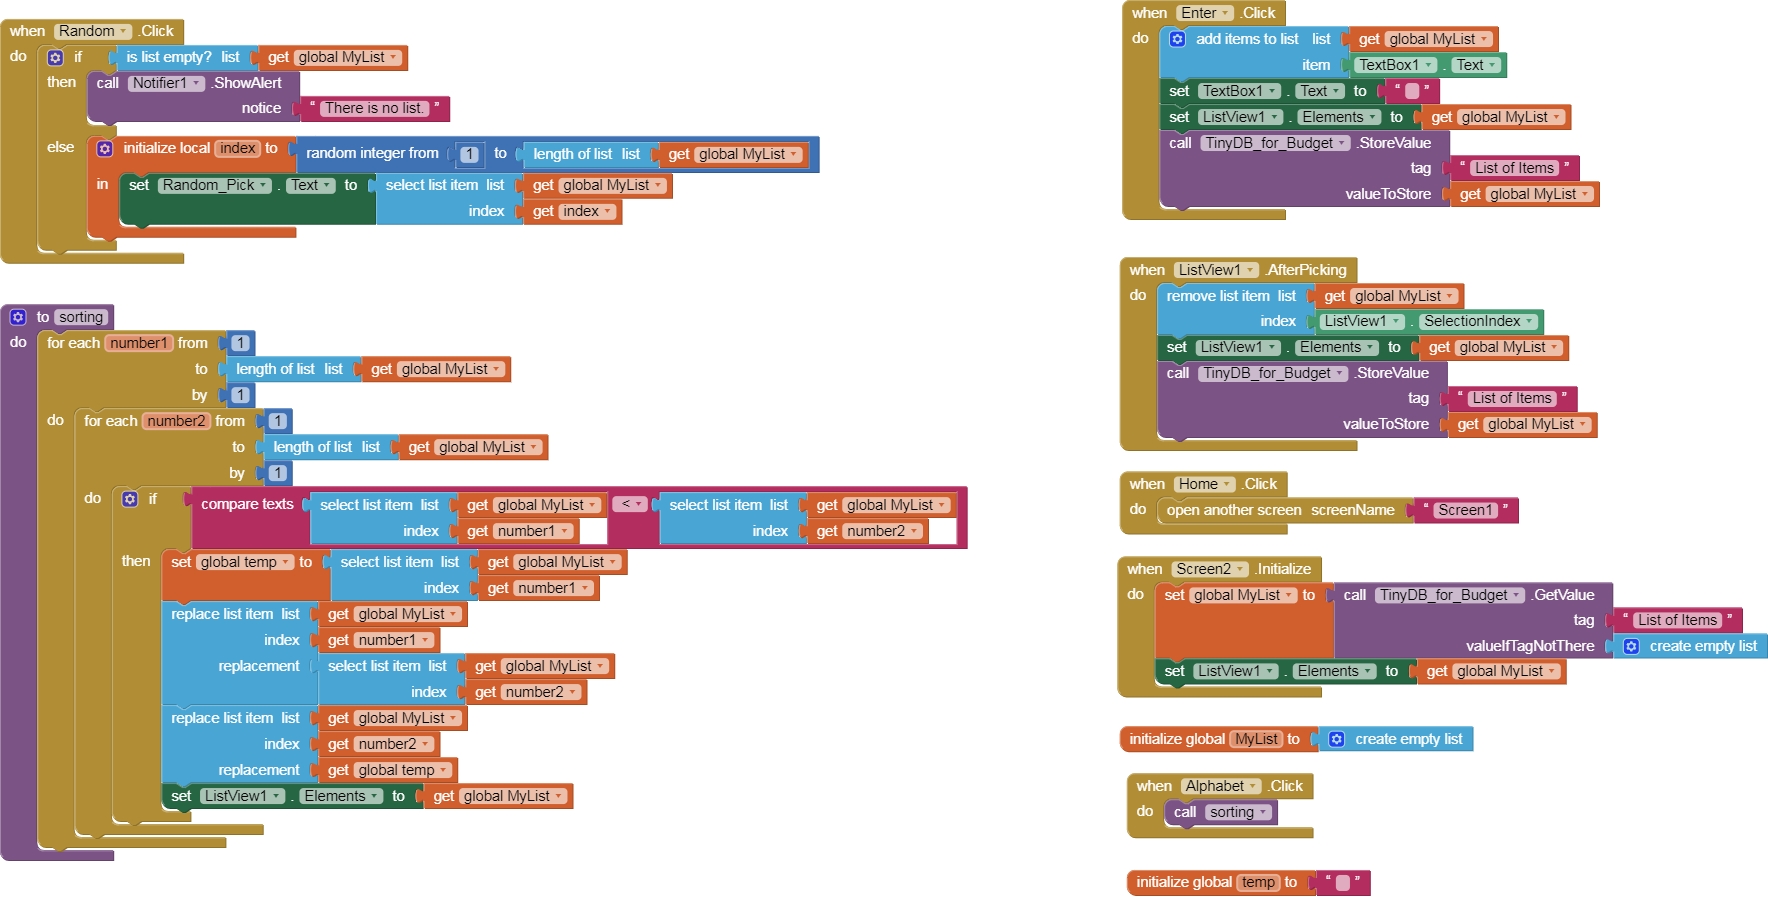 when Random .Click
do if is list empty? list get global MyList
then call Notifier1 .ShowAlert
notice " There is no list. "
else initialize local index to random integer from 1 to length of list list get global MyList
in set Random_Pick . Text to select list item list get global MyList
index get index
to sorting
do for each number1 from 1
to length of list list get global MyList
by 1
do for each number2 from 1
to length of list list get global MyList
by 1
do if compare texts select list item list get global MyList < select list item list get global MyList
index get number1 index get number2
then set global temp to select list item list get global MyList
index get number1
replace list item list get global MyList
index get number1
replacement select list item list get global MyList
index get number2
replace list item list get global MyList
index get number2
replacement get global temp
set ListView1 . Elements to get global MyList
when Enter .Click
do add items to list list get global MyList
item TextBox1 . Text
set TextBox1 . Text to " "
set ListView1 . Elements to get global MyList
call TinyDB_for_Budget .StoreValue
tag " List of Items "
valueToStore get global MyList
when ListView1 .AfterPicking
do remove list item list get global MyList
index ListView1 . SelectionIndex
set ListView1 . Elements to get global MyList
call TinyDB_for_Budget .StoreValue
tag " List of Items "
valueToStore get global MyList
when Home .Click
do open another screen screenName " Screen1 "
when Screen2 .Initialize
do set global MyList to call TinyDB_for_Budget .GetValue
tag " List of Items "
valueIfTagNotThere create empty list
set ListView1 . Elements to get global MyList
initialize global MyList to create empty list
when Alphabet .Click
do call sorting
initialize global temp to " "